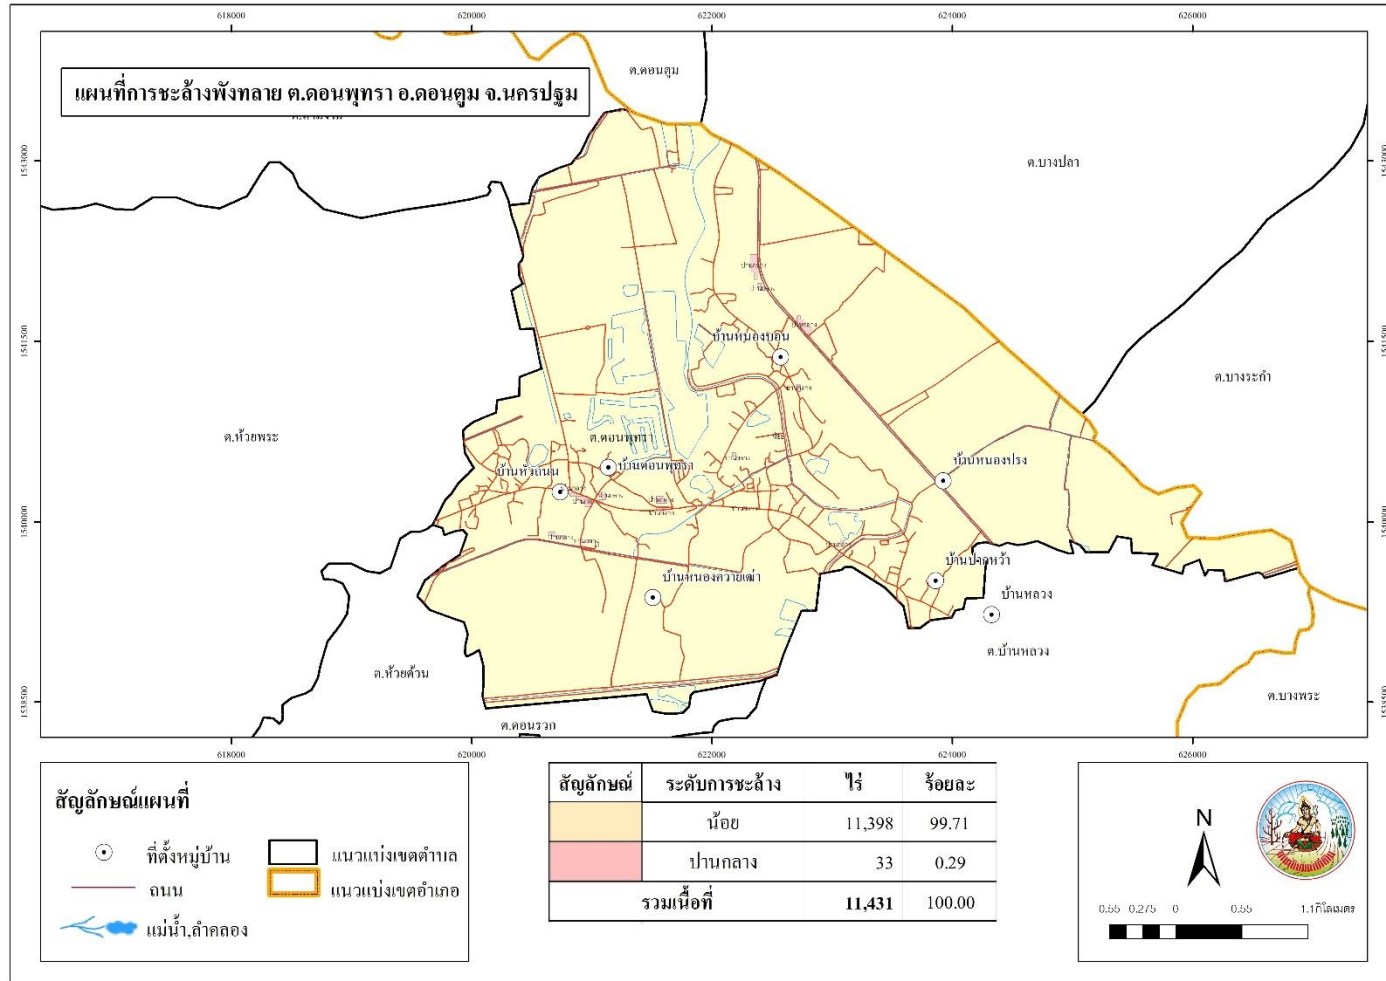 618000 620000 622000 624000 626000
แผนที่การชะล้างพังทลาย ต.ดอนพุทรา อ.ดอนตูม จ.นครปฐม
ต.ดอนตูม
1543000 1543000
ต.บางปลา
ปานกลาง
1541500 1541500
บ้านหนองบอน
ต.บางระกำ
ต.ห้วยพระ
ต.ดอนพุทรา
บ้านหัวถนน
บ้านดอนพุทรา
บ้านหนองปรง
1540000 1540000
บ้านหนองควายเฒ่า
บ้านปากหว้า
บ้านหลวง
ต.บ้านหลวง
ต.ห้วยด้วน
ต.บางพระ
1538500 1538500
ต.ดอนรวก
618000 620000 622000 624000 626000
สัญลักษณ์แผนที่
ที่ตั้งหมู่บ้าน
ถนน
แม่น้ำ,ลำคลอง
แนวแบ่งเขตตำบล
แนวแบ่งเขตอำเภอ
สัญลักษณ์ ระดับการชะล้าง ไร่ ร้อยละ
น้อย 11,398 99.71
ปานกลาง 33 0.29
รวมเนื้อที่ 11,431 100.00
N
0.55 0.275 0 0.55 1.1กิโลเมตร